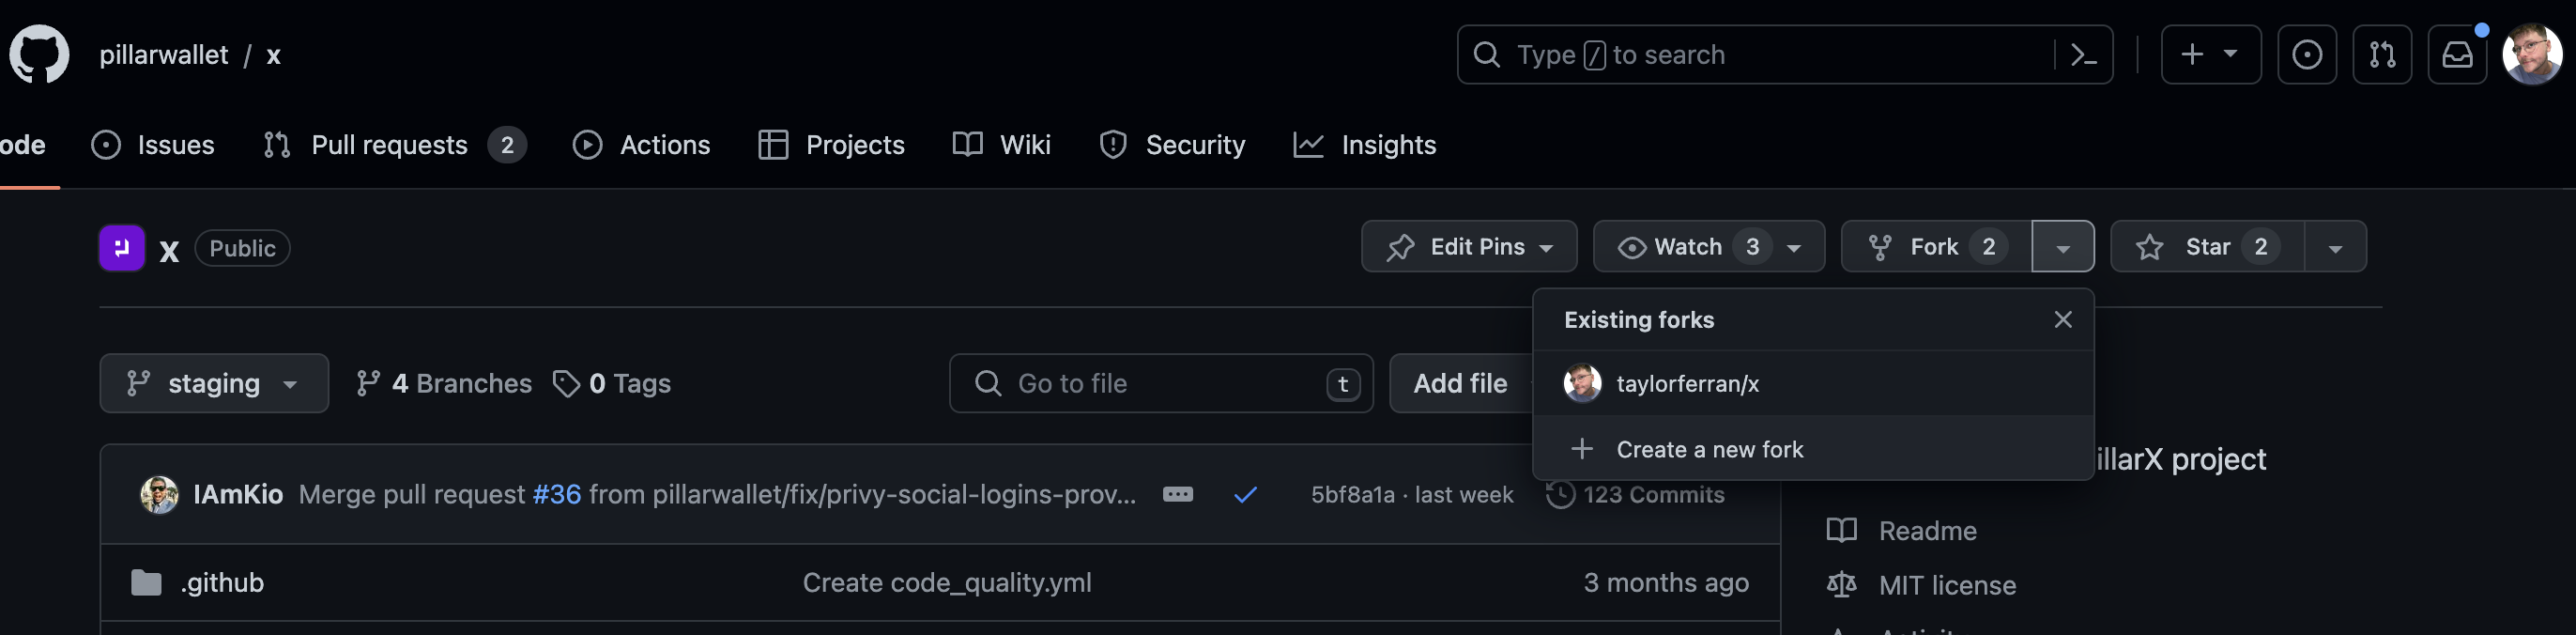 pillarwallet / x
Type / to search
ode Issues Pull requests 2 Actions Projects Wiki Security Insights
x Public Edit Pins Watch 3 Fork 2 Star 2
Existing forks
staging 4 Branches 0 Tags Go to file t Add file
taylorferran/x
Create a new fork
illarX project
IAmKio Merge pull request #36 from pillarwallet/fix/privy-social-logins-prov... 5bf8a1a · last week 123 Commits
Readme
.github Create code_quality.yml 3 months ago
MIT license